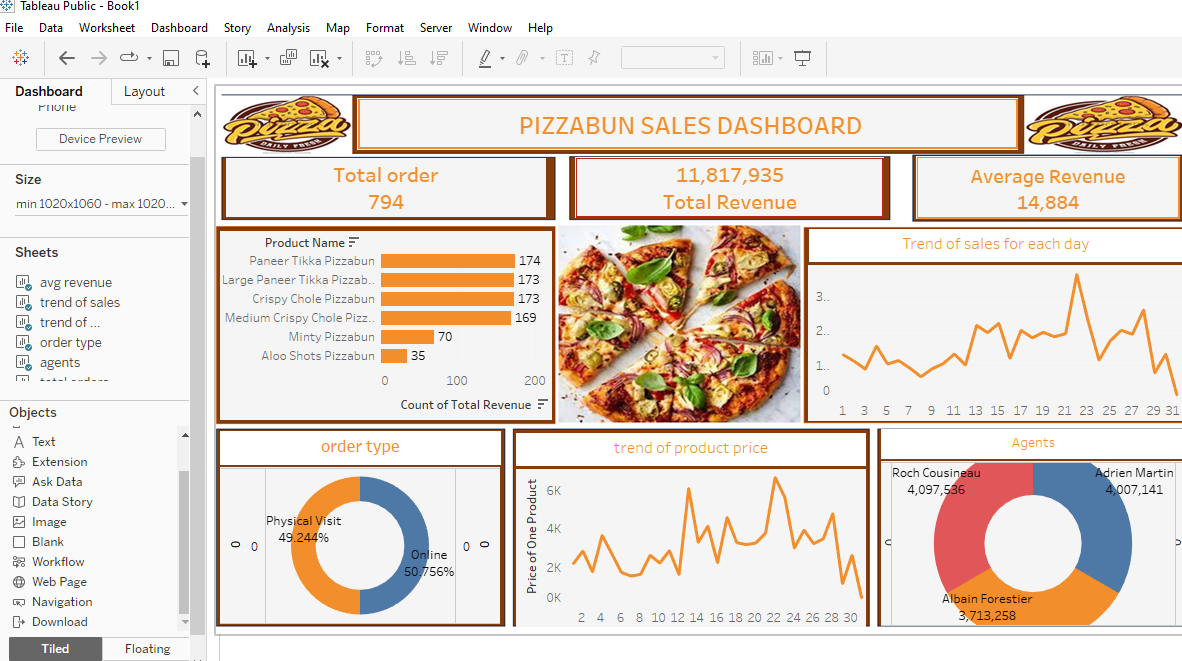 Tableau Public - Book1
File Data Worksheet Dashboard Story Analysis Map Format Server Window Help
Dashboard Layout
Phone
Device Preview
Size
min 1020x1060 - max 1020...
Sheets
avg revenue
trend of sales
trend of ...
order type
agents
total orders
Objects
Text
Extension
Ask Data
Data Story
Image
Blank
Workflow
Web Page
Navigation
Download
Tiled Floating
Pizza
DAILY FRESH
PIZZABUN SALES DASHBOARD
Pizza
DAILY FRESH
Total order
794
11,817,935
Total Revenue
Average Revenue
14,884
Product Name
Paneer Tikka Pizzabun 174
Large Paneer Tikka Pizzab.. 173
Crispy Chole Pizzabun 173
Medium Crispy Chole Pizz.. 169
Minty Pizzabun 70
Aloo Shots Pizzabun 35
0 100 200
Count of Total Revenue
Trend of sales for each day
3..
2..
1..
0
1 3 5 7 9 11 13 15 17 19 21 23 25 27 29 31
order type
Physical Visit
49.244%
Online
50.756%
0 0 0 0
trend of product price
Price of One Product
6K
4K
2K
0K
2 4 6 8 10 12 14 16 18 20 22 24 26 28 30
Agents
Roch Cousineau
4,097,536
Adrien Martin
4,007,141
Albain Forestier
3,713,258